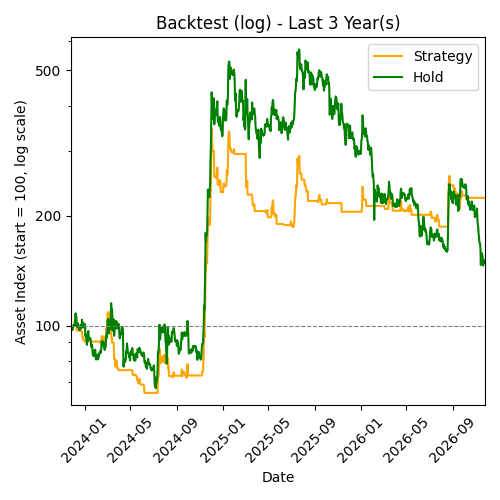 Backtest (log) - Last 3 Year(s)
Strategy
Hold
Asset Index (start = 100, log scale)
500
200
100
2024-01
2024-05
2024-09
2025-01
2025-05
2025-09
2026-01
2026-05
2026-09
Date